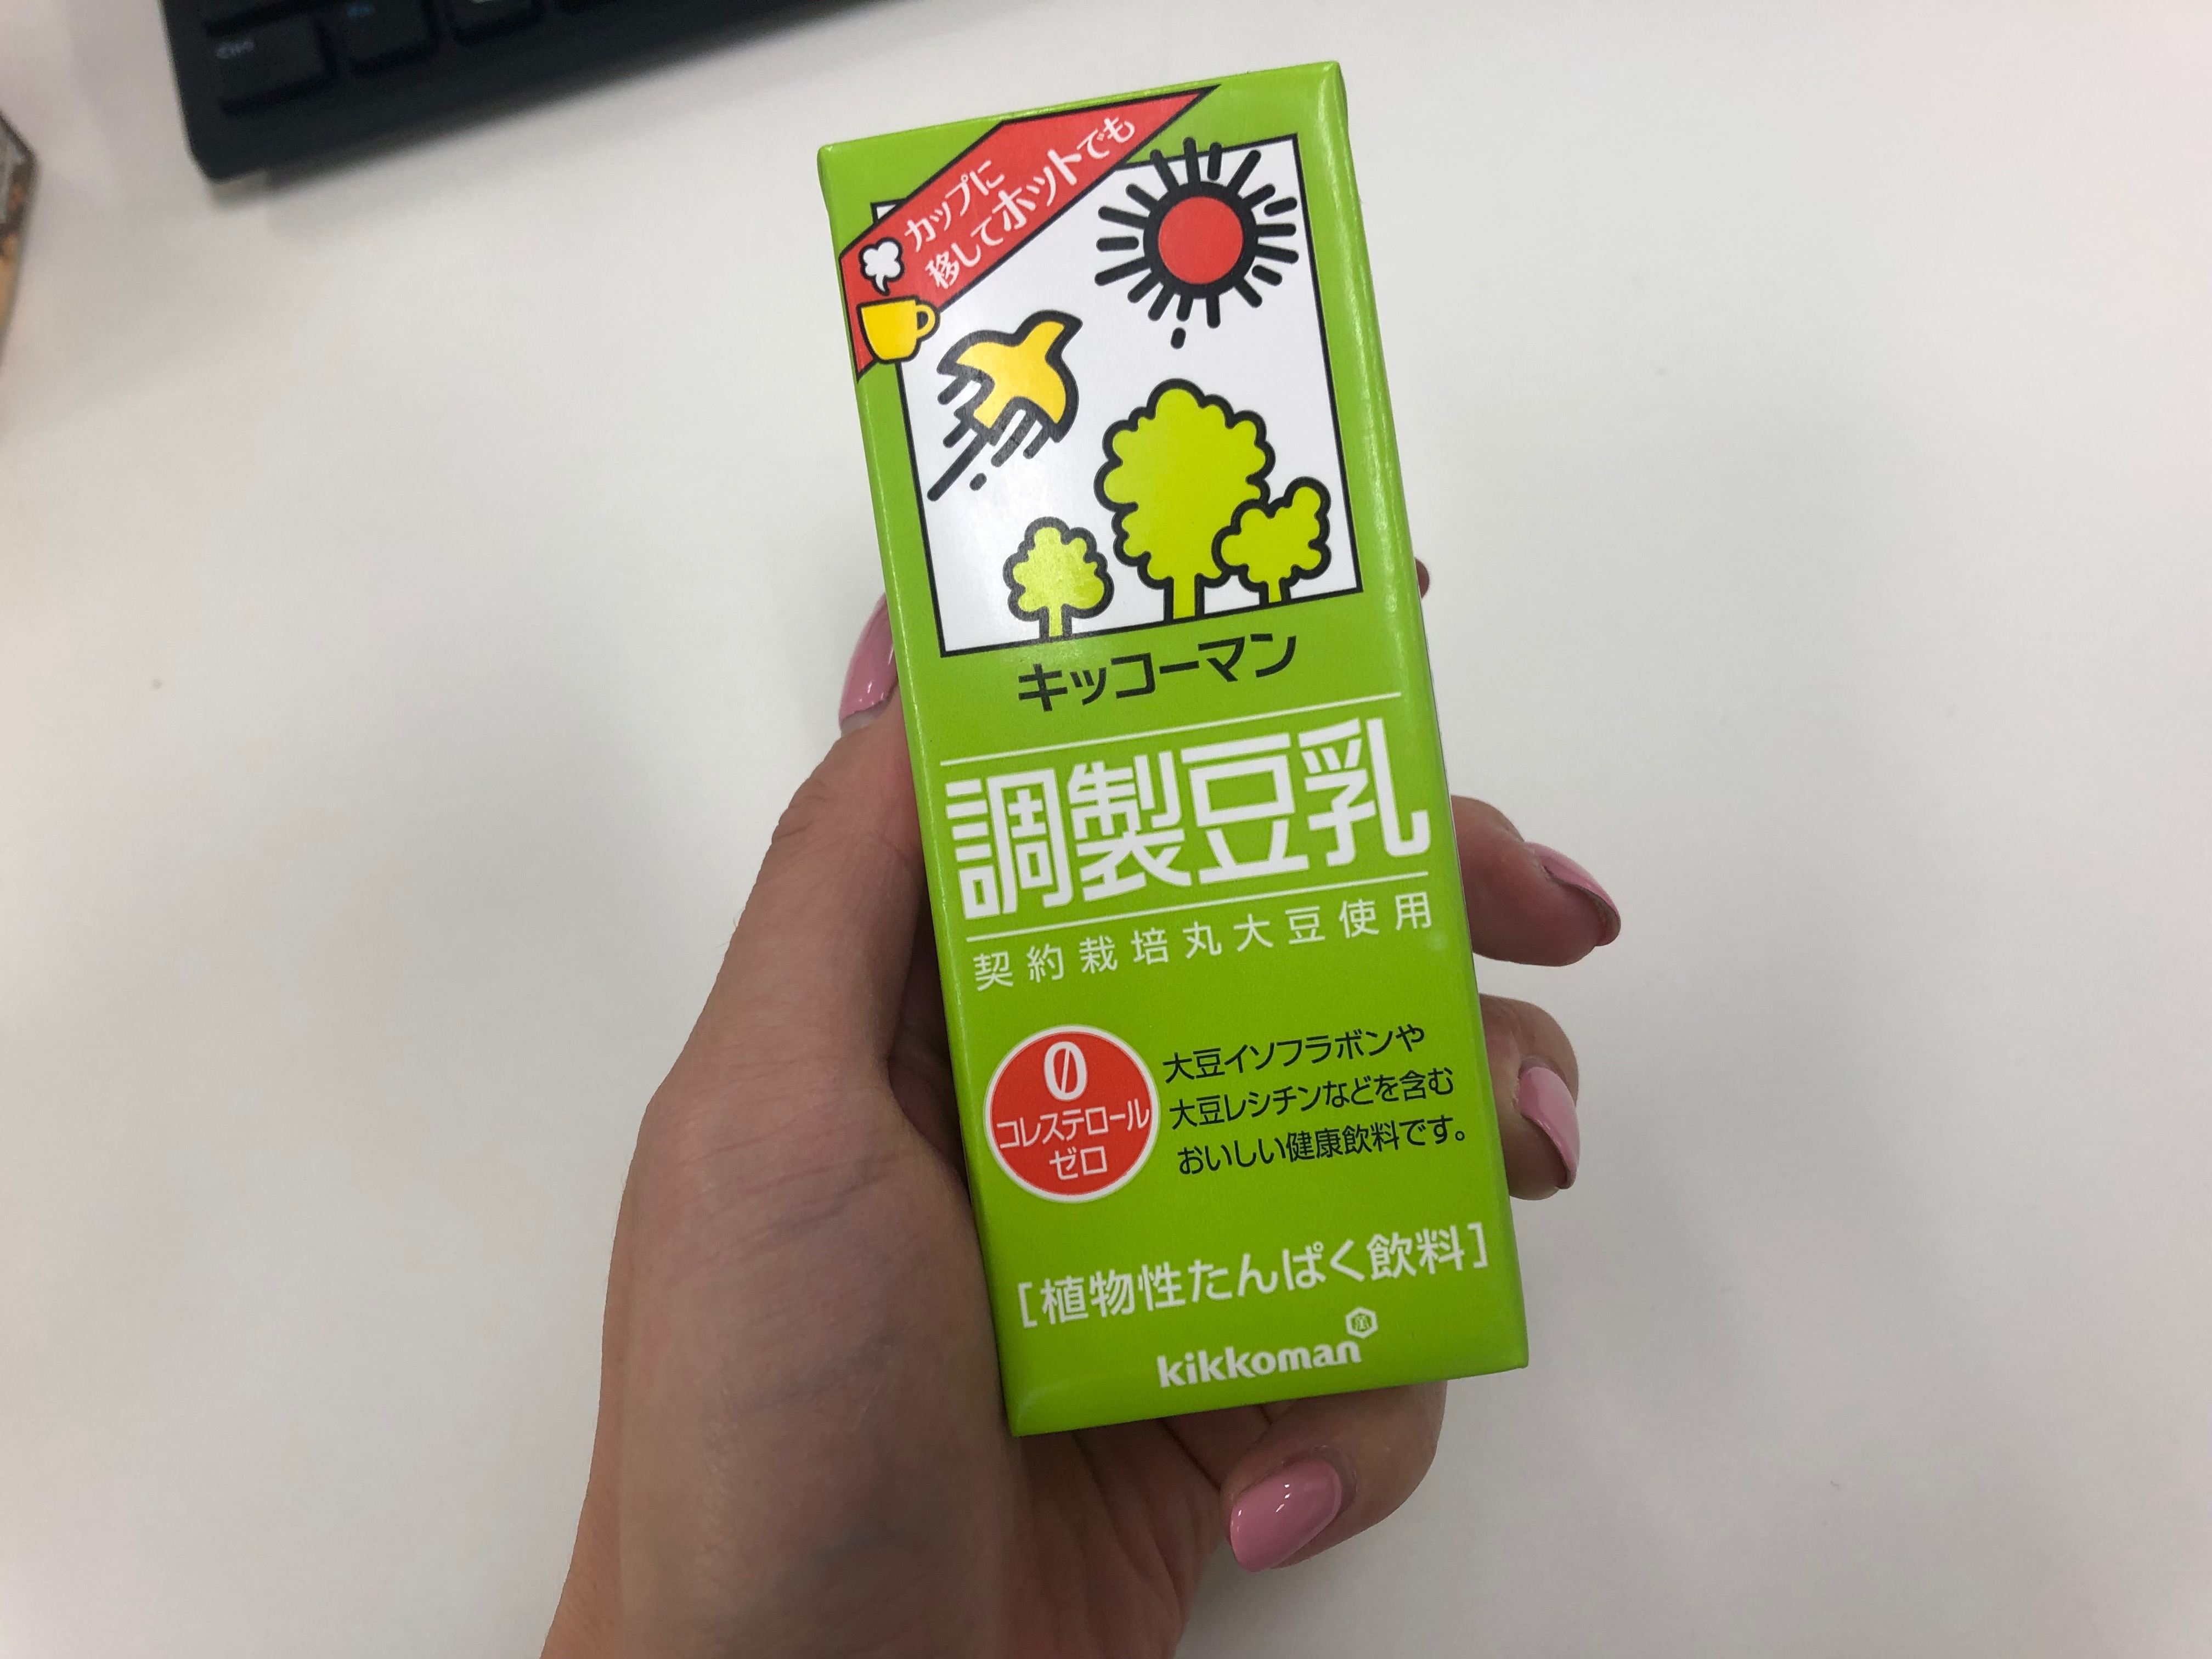 カップに
移してホットでも
キッコーマン
調製豆乳
契約栽培丸大豆使用
0
コレステロール
ゼロ
大豆イソフラボンや
大豆レシチンなどを含む
おいしい健康飲料です。
[植物性たんぱく飲料]
kikkoman
Ctrl